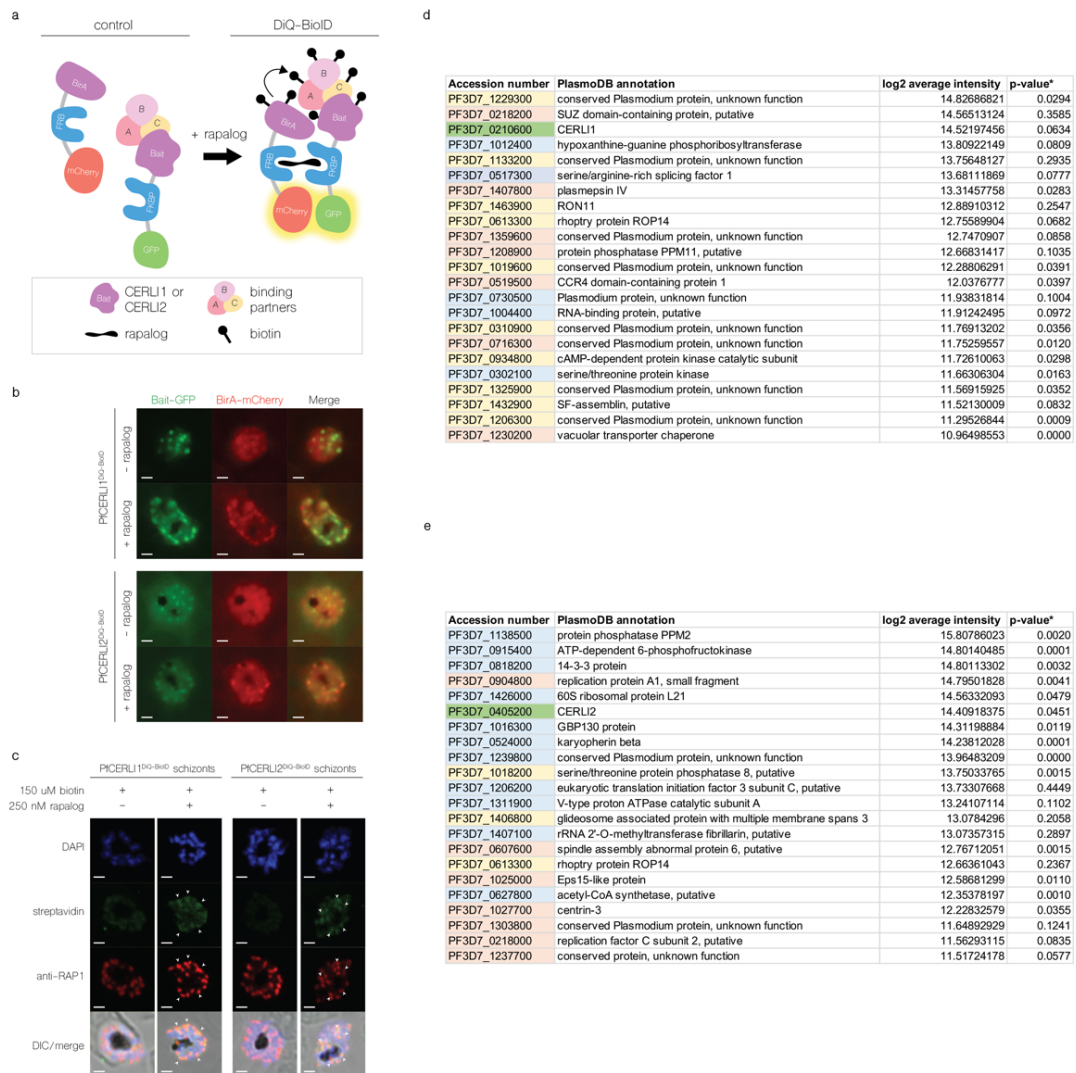 a
control
DiQ-BioID
BirA
FRB
mCherry
B
A
C
Bait
FKBP
GFP
+ rapalog
B
A
C
BirA
Bait
FRB
FKBP
mCherry
GFP
Bait
CERLI1 or
CERLI2
B
A
C
binding
partners
rapalog
biotin
b
Bait-GFP
BirA-mCherry
Merge
PfCERLI1DiQ-BioID
- rapalog
+ rapalog
PfCERLI2DiQ-BioID
- rapalog
+ rapalog
c
PfCERLI1DiQ-BioID schizonts
PfCERLI2DiQ-BioID schizonts
150 uM biotin + + + +
250 nM rapalog - + - +
DAPI
streptavidin
anti-RAP1
DIC/merge
d
Accession number PlasmoDB annotation log2 average intensity p-value*
PF3D7_1229300 conserved Plasmodium protein, unknown function 14.82686821 0.0294
PF3D7_0218200 SUZ domain-containing protein, putative 14.56513124 0.3585
PF3D7_0210600 CERLI1 14.52197456 0.0634
PF3D7_1012400 hypoxanthine-guanine phosphoribosyltransferase 13.80922149 0.0809
PF3D7_1133200 conserved Plasmodium protein, unknown function 13.75648127 0.2935
PF3D7_0517300 serine/arginine-rich splicing factor 1 13.68111869 0.0777
PF3D7_1407800 plasmepsin IV 13.31457758 0.0283
PF3D7_1463900 RON11 12.88910312 0.2547
PF3D7_0613300 rhoptry protein ROP14 12.75589904 0.0682
PF3D7_1359600 conserved Plasmodium protein, unknown function 12.7470907 0.0858
PF3D7_1208900 protein phosphatase PPM11, putative 12.66831417 0.1035
PF3D7_1019600 conserved Plasmodium protein, unknown function 12.28806291 0.0391
PF3D7_0519500 CCR4 domain-containing protein 1 12.0376777 0.0397
PF3D7_0730500 Plasmodium protein, unknown function 11.93831814 0.1004
PF3D7_1004400 RNA-binding protein, putative 11.91242495 0.0972
PF3D7_0310900 conserved Plasmodium protein, unknown function 11.76913202 0.0356
PF3D7_0716300 conserved Plasmodium protein, unknown function 11.75259557 0.0120
PF3D7_0934800 cAMP-dependent protein kinase catalytic subunit 11.72610063 0.0298
PF3D7_0302100 serine/threonine protein kinase 11.66306304 0.0163
PF3D7_1325900 conserved Plasmodium protein, unknown function 11.56915925 0.0352
PF3D7_1432900 SF-assemblin, putative 11.52130009 0.0832
PF3D7_1206300 conserved Plasmodium protein, unknown function 11.29526844 0.0009
PF3D7_1230200 vacuolar transporter chaperone 10.96498553 0.0000
e
Accession number PlasmoDB annotation log2 average intensity p-value*
PF3D7_1138500 protein phosphatase PPM2 15.80786023 0.0020
PF3D7_0915400 ATP-dependent 6-phosphofructokinase 14.80140485 0.0001
PF3D7_0818200 14-3-3 protein 14.80113302 0.0032
PF3D7_0904800 replication protein A1, small fragment 14.79501828 0.0041
PF3D7_1426000 60S ribosomal protein L21 14.56332093 0.0479
PF3D7_0405200 CERLI2 14.40918375 0.0451
PF3D7_1016300 GBP130 protein 14.31198884 0.0119
PF3D7_0524000 karyopherin beta 14.23812028 0.0001
PF3D7_1239800 conserved Plasmodium protein, unknown function 13.96483209 0.0000
PF3D7_1018200 serine/threonine protein phosphatase 8, putative 13.75033765 0.0015
PF3D7_1206200 eukaryotic translation initiation factor 3 subunit C, putative 13.73307668 0.4449
PF3D7_1311900 V-type proton ATPase catalytic subunit A 13.24107114 0.1102
PF3D7_1406800 glideosome associated protein with multiple membrane spans 3 13.0784296 0.2058
PF3D7_1407100 rRNA 2'-O-methyltransferase fibrillarin, putative 13.07357315 0.2897
PF3D7_0607600 spindle assembly abnormal protein 6, putative 12.76712051 0.0015
PF3D7_0613300 rhoptry protein ROP14 12.66361043 0.2367
PF3D7_1025000 Eps15-like protein 12.58681299 0.0110
PF3D7_0627800 acetyl-CoA synthetase, putative 12.35378197 0.0010
PF3D7_1027700 centrin-3 12.22832579 0.0355
PF3D7_1303800 conserved Plasmodium protein, unknown function 11.64892929 0.1241
PF3D7_0218000 replication factor C subunit 2, putative 11.56293115 0.0835
PF3D7_1237700 conserved protein, unknown function 11.51724178 0.0577